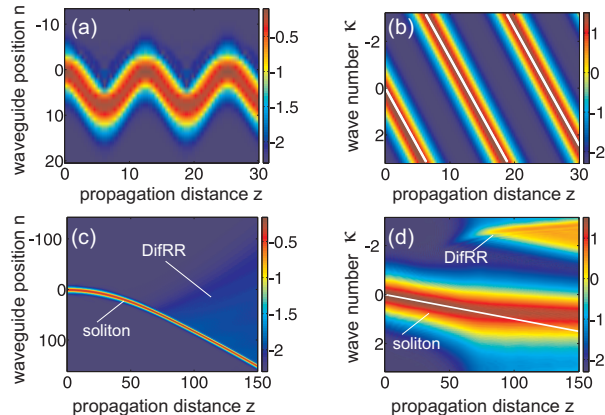 (a)
waveguide position n
-10
0
10
20
0 10 20 30
propagation distance z
-0.5
-1
-1.5
-2
(b)
wave number κ
-2
0
2
0 10 20 30
propagation distance z
1
0
-1
-2
(c)
DifRR
soliton
waveguide position n
-100
0
100
0 50 100 150
propagation distance z
-0.5
-1
-1.5
-2
(d)
DifRR
soliton
wave number κ
-2
0
2
0 50 100 150
propagation distance z
1
0
-1
-2